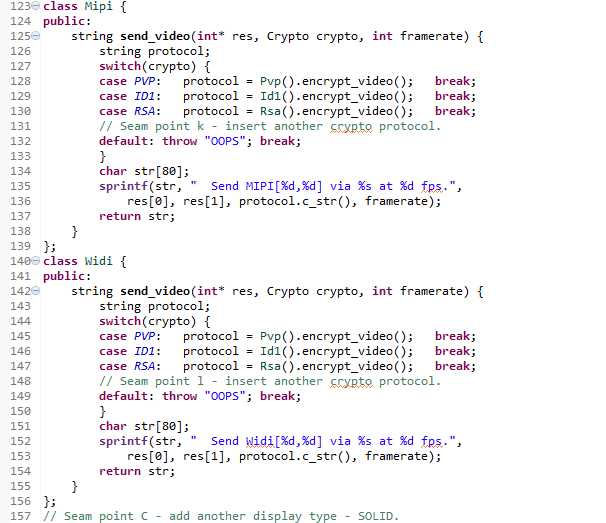 123 class Mipi {
124 public:
125     string send_video(int* res, Crypto crypto, int framerate) {
126         string protocol;
127         switch(crypto) {
128         case PVP:   protocol = Pvp().encrypt_video();   break;
129         case ID1:   protocol = Id1().encrypt_video();   break;
130         case RSA:   protocol = Rsa().encrypt_video();   break;
131         // Seam point k - insert another crypto protocol.
132         default: throw "OOPS"; break;
133         }
134         char str[80];
135         sprintf(str, "  Send MIPI[%d,%d] via %s at %d fps.",
136             res[0], res[1], protocol.c_str(), framerate);
137         return str;
138     }
139 };
140 class Widi {
141 public:
142     string send_video(int* res, Crypto crypto, int framerate) {
143         string protocol;
144         switch(crypto) {
145         case PVP:   protocol = Pvp().encrypt_video();   break;
146         case ID1:   protocol = Id1().encrypt_video();   break;
147         case RSA:   protocol = Rsa().encrypt_video();   break;
148         // Seam point l - insert another crypto protocol.
149         default: throw "OOPS"; break;
150         }
151         char str[80];
152         sprintf(str, "  Send Widi[%d,%d] via %s at %d fps.",
153             res[0], res[1], protocol.c_str(), framerate);
154         return str;
155     }
156 };
157 // Seam point C - add another display type - SOLID.